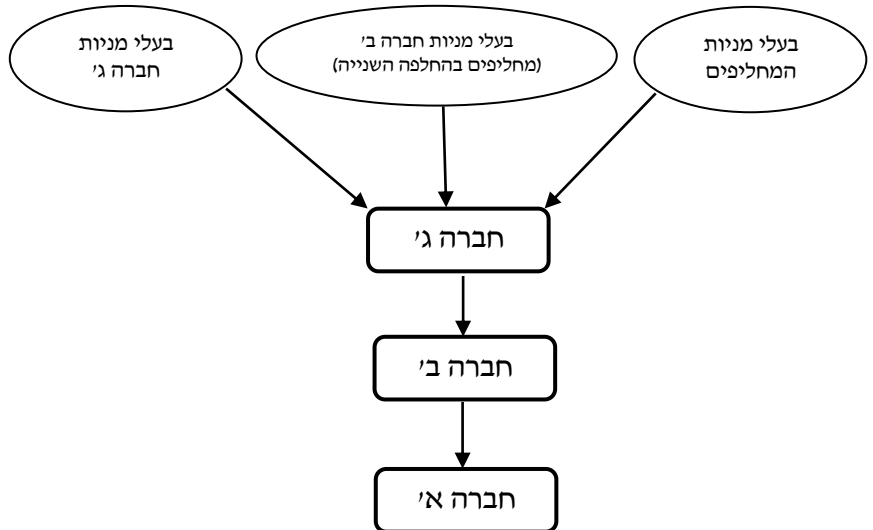 בעלי מניות
המחליפים
בעלי מניות חברה ב'
(מחליפים בהחלפה השנייה)
בעלי מניות
חברה ג'
חברה ג'
חברה ב'
חברה א'